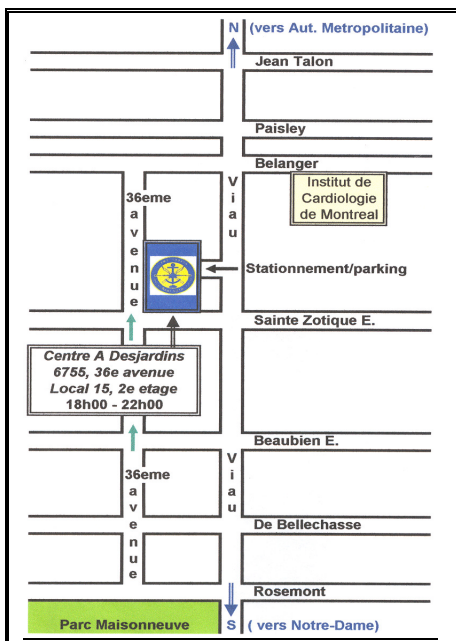 N (vers Aut. Metropolitaine)
Jean Talon
Paisley
Belanger
Viau
Institut de
Cardiologie
de Montreal
36eme
avenue
Stationnement/parking
Sainte Zotique E.
Centre A Desjardins
6755, 36e avenue
Local 15, 2e etage
18h00 - 22h00
Beaubien E.
36eme
avenue
Viau
De Bellechasse
Rosemont
Parc Maisonneuve
S ( vers Notre-Dame)